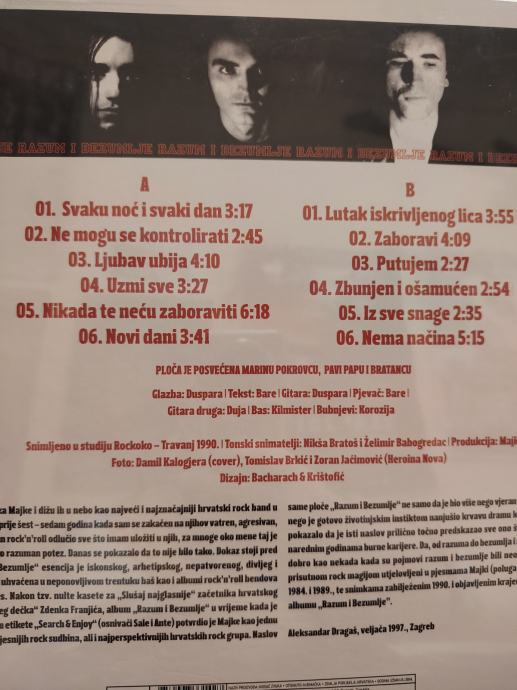 RAZUM I BEZUMLJE RAZUM I BEZUMLJE RAZUM I
A
01. Svaku noć i svaki dan 3:17
02. Ne mogu se kontrolirati 2:45
03. Ljubav ubija 4:10
04. Uzmi sve 3:27
05. Nikada te neću zaboraviti 6:18
06. Novi dani 3:41
B
01. Lutak iskrivljenog lica 3:55
02. Zaboravi 4:09
03. Putujem 2:27
04. Zbunjen i ošamućen 2:54
05. Iz sve snage 2:35
06. Nema načina 5:15
PLOČA JE POSVEĆENA MARINU POKROVCU, PAVI PAPU I BRATANCU
Glazba: Duspara | Tekst: Bare | Gitara: Duspara | Pjevač: Bare |
Gitara druga: Duja | Bas: Kilmister | Bubnjevi: Korozija
Snimljeno u studiju Rockoko – Travanj 1990. | Tonski snimatelji: Nikša Bratoš i Želimir Babogredac | Produkcija:
Foto: Damil Kalogjera (cover), Tomislav Brkić i Zoran Jaćimović (Heroina Nova)
Dizajn: Bacharach & Krištofić
za Majke i dižu ih u nebo kao najveći i najznačajniji hrvatski rock band u
prije šest – sedam godina kada sam se zakačen na njihov vatren, agresivan,
rock'n'roll odlučio sve što imam uložiti u njih, za mnoge oko mene taj je
razuman potez. Danas se pokazalo da to nije bilo tako. Dokaz stoji pred
Bezumlje" esencija je iskonskog, arhetipskog, nepatvorenog, divljeg i
uhvaćena u neponovljivom trenutku baš kao i albumi rock'n'roll bendova
Nakon tzv. nulte kasete za „Slušaj najglasnije" začetnika hrvatskog
dečka" Zdenka Franjića, album „Razum i Bezumlje" u vrijeme kada je
etikete „Search & Enjoy" (osnivači Sale i Ante) potvrdio je Majke kao jednu
rock sudbina, ali i najperspektivnijih hrvatskih rock grupa. Naslov
same ploče „Razum i Bezumlje" ne samo da je bio više nego
nego je gotovo životinjskim instiktom nanjušio krvavu dramu
pokazalo da je isti naslov prilično točno predskazao sve ono
narednim godinama burne karijere. Da, od razuma do bezumlja i
dobro kao nekada kada su pojmovi razum i bezumlje bili
prisutnom rock magijom utjelovljeni u pjesmama Majki
1984. i 1989., te snimkama zabilježenim 1990. i objavljenim
albumu „Razum i Bezumlje".
Aleksandar Dragaš, veljača 1997., Zagreb